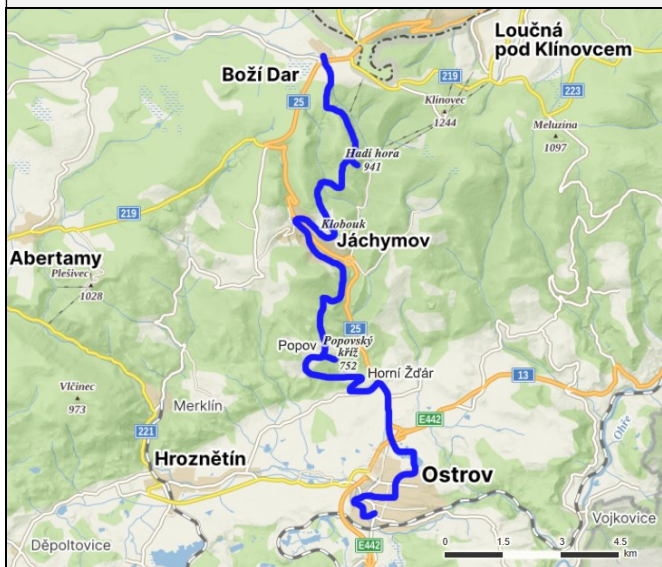 Loučná
pod Klínovcem
Boží Dar
219
25
Klínovec
1244
223
Meluzína
1097
Hadí hora
941
219
Klobouk
Jáchymov
Abertamy
Plešivec
1028
25
Popov
Popovský
kříž
752
Horní Žďár
13
Vlčinec
973
Merklín
E442
221
Ohře
Hroznětín
Ostrov
Vojkovice
Děpoltovice
E442
0 1.5 3 4.5
km